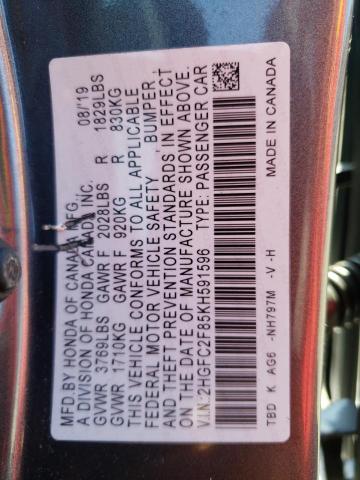 MFD.BY HONDA OF CANADA MFG. 08/19
A DIVISION OF HONDA CANADA INC.
GVWR 3769LBS GAWR F 2028LBS R 1829LBS
GVWR 1710KG GAWR F 920KG R 830KG
THIS VEHICLE CONFORMS TO ALL APPLICABLE
FEDERAL MOTOR VEHICLE SAFETY , BUMPER ,
AND THEFT PREVENTION STANDARDS IN EFFECT
ON THE DATE OF MANUFACTURE SHOWN ABOVE.
V.I.N:2HGFC2F85KH591596 TYPE: PASSENGER CAR
TBD K AG6 -NH797M -V -H MADE IN CANADA